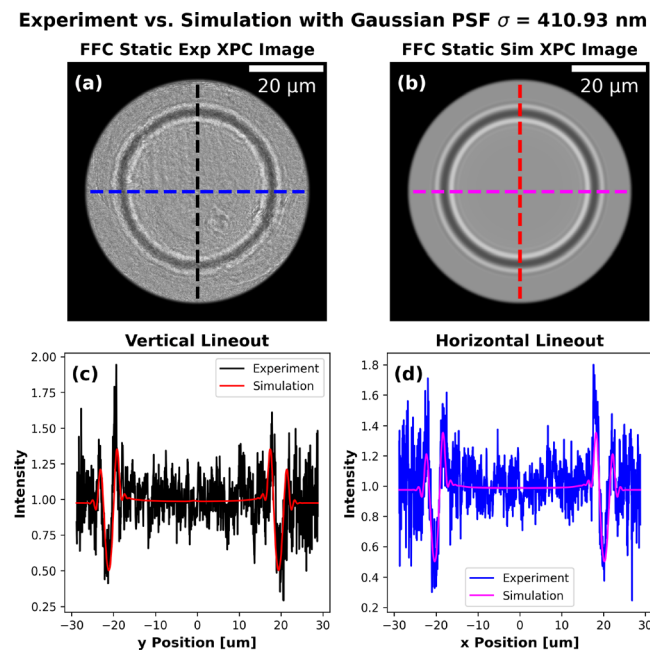 Experiment vs. Simulation with Gaussian PSF σ = 410.93 nm
FFC Static Exp XPC Image
FFC Static Sim XPC Image
(a)
20 μm
(b)
20 μm
Vertical Lineout
Horizontal Lineout
(c)
Experiment
Simulation
2.00
1.75
1.50
1.25
1.00
0.75
0.50
0.25
Intensity
−30 −20 −10 0 10 20 30
y Position [um]
(d)
1.8
1.6
1.4
1.2
1.0
0.8
0.6
0.4
0.2
Intensity
Experiment
Simulation
−30 −20 −10 0 10 20 30
x Position [um]